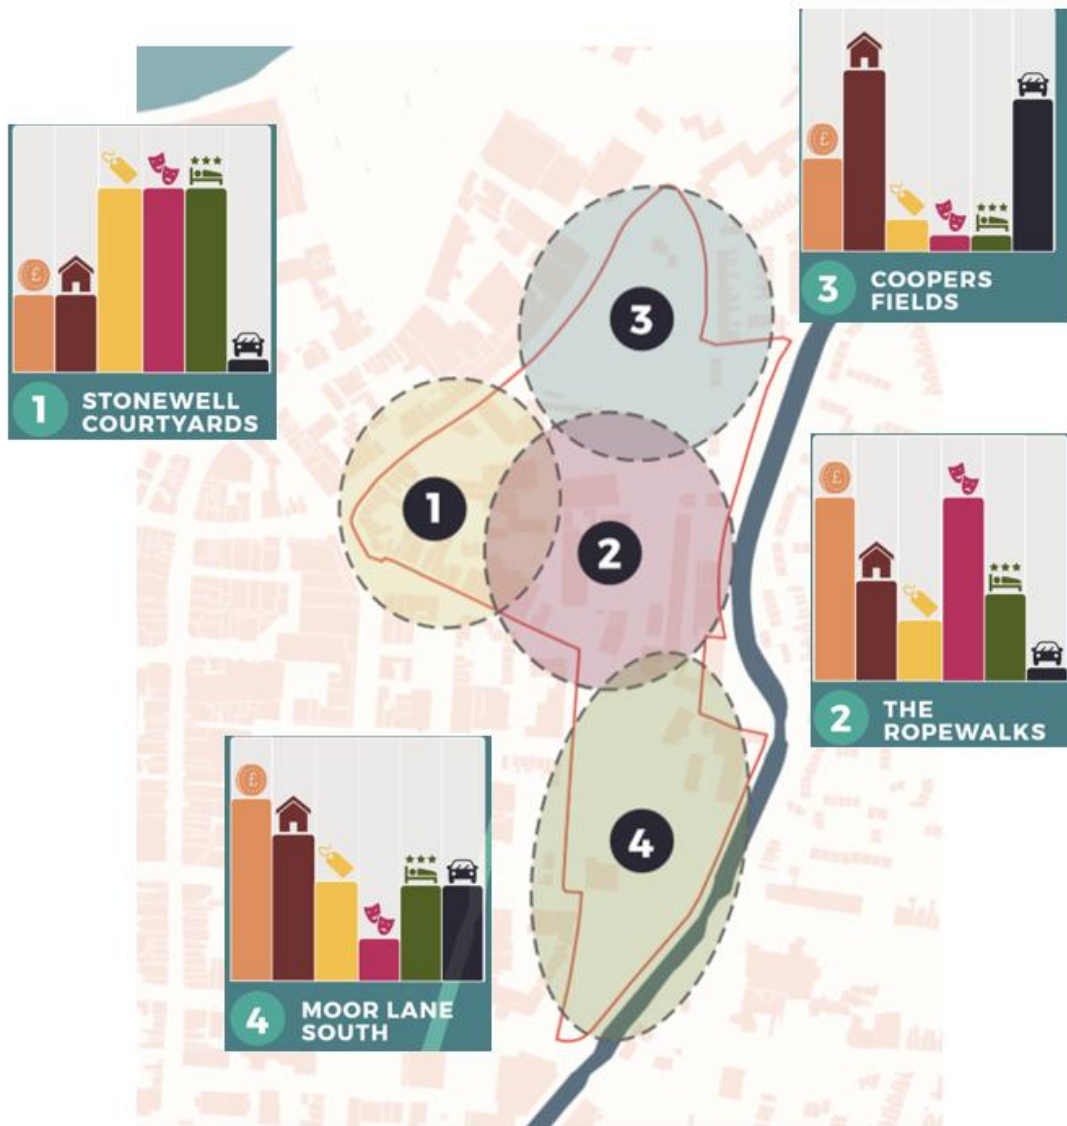 £
3
COOPERS
FIELDS
£
1
STONEWELL
COURTYARDS
3
1
2
4
£
2
THE
ROPEWALKS
£
4
MOOR LANE
SOUTH